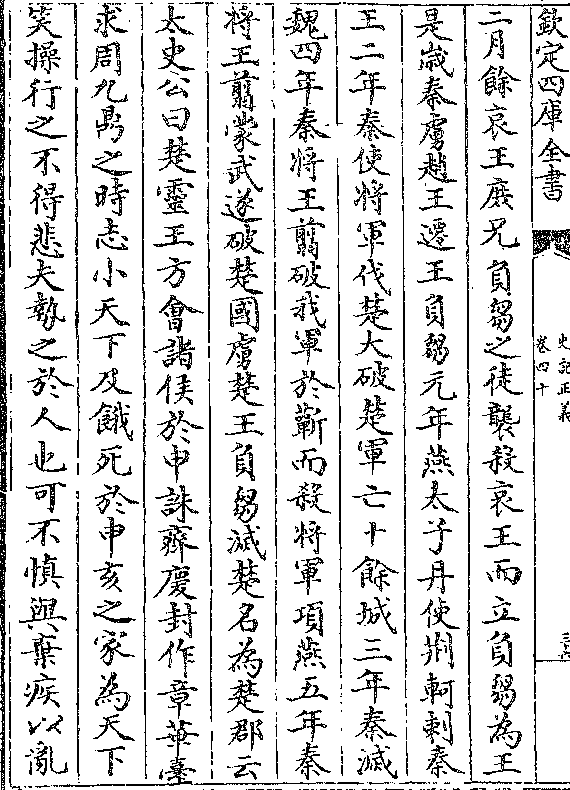 欽定四庫全書
史記正義
卷四十
三六
二月餘哀王庶兄負芻之徒襲殺哀王而立負芻為王
是歲秦虜趙王遷王負芻元年燕太子丹使荆軻刺秦
王二年秦使將軍伐楚大破楚軍亡十餘城三年秦滅
魏四年秦將王翦破我軍於蘄而殺將軍項燕五年秦
將王翦蒙武遂破楚國虜楚王負芻滅楚名為楚郡云
太史公曰楚靈王方會諸侯於申誅齊慶封作章華臺
求周九鼎之時志小天下及餓死於申亥之家為天下
笑操行之不得悲夫勢之於人也可不慎與棄疾以亂